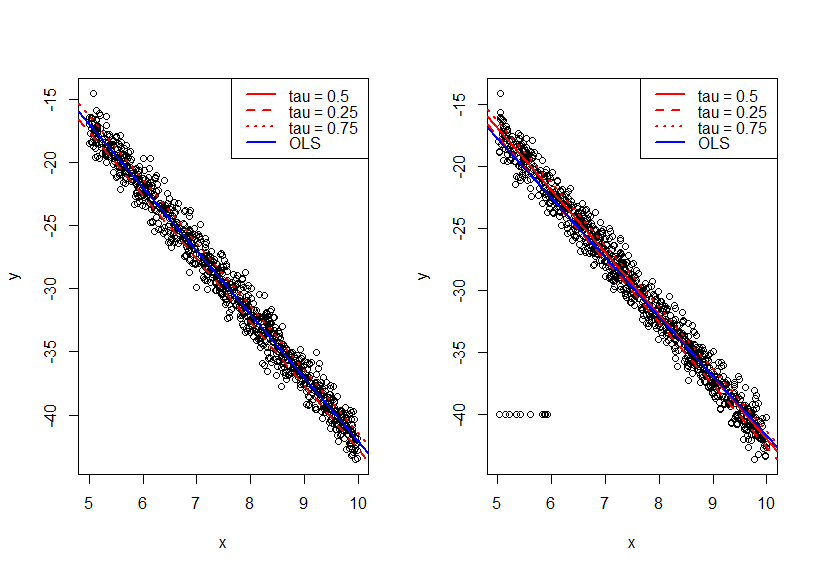 tau = 0.5
tau = 0.25
tau = 0.75
OLS
-15
-20
-25
-30
-35
-40
y
5 6 7 8 9 10
x
tau = 0.5
tau = 0.25
tau = 0.75
OLS
-15
-20
-25
-30
-35
-40
y
5 6 7 8 9 10
x